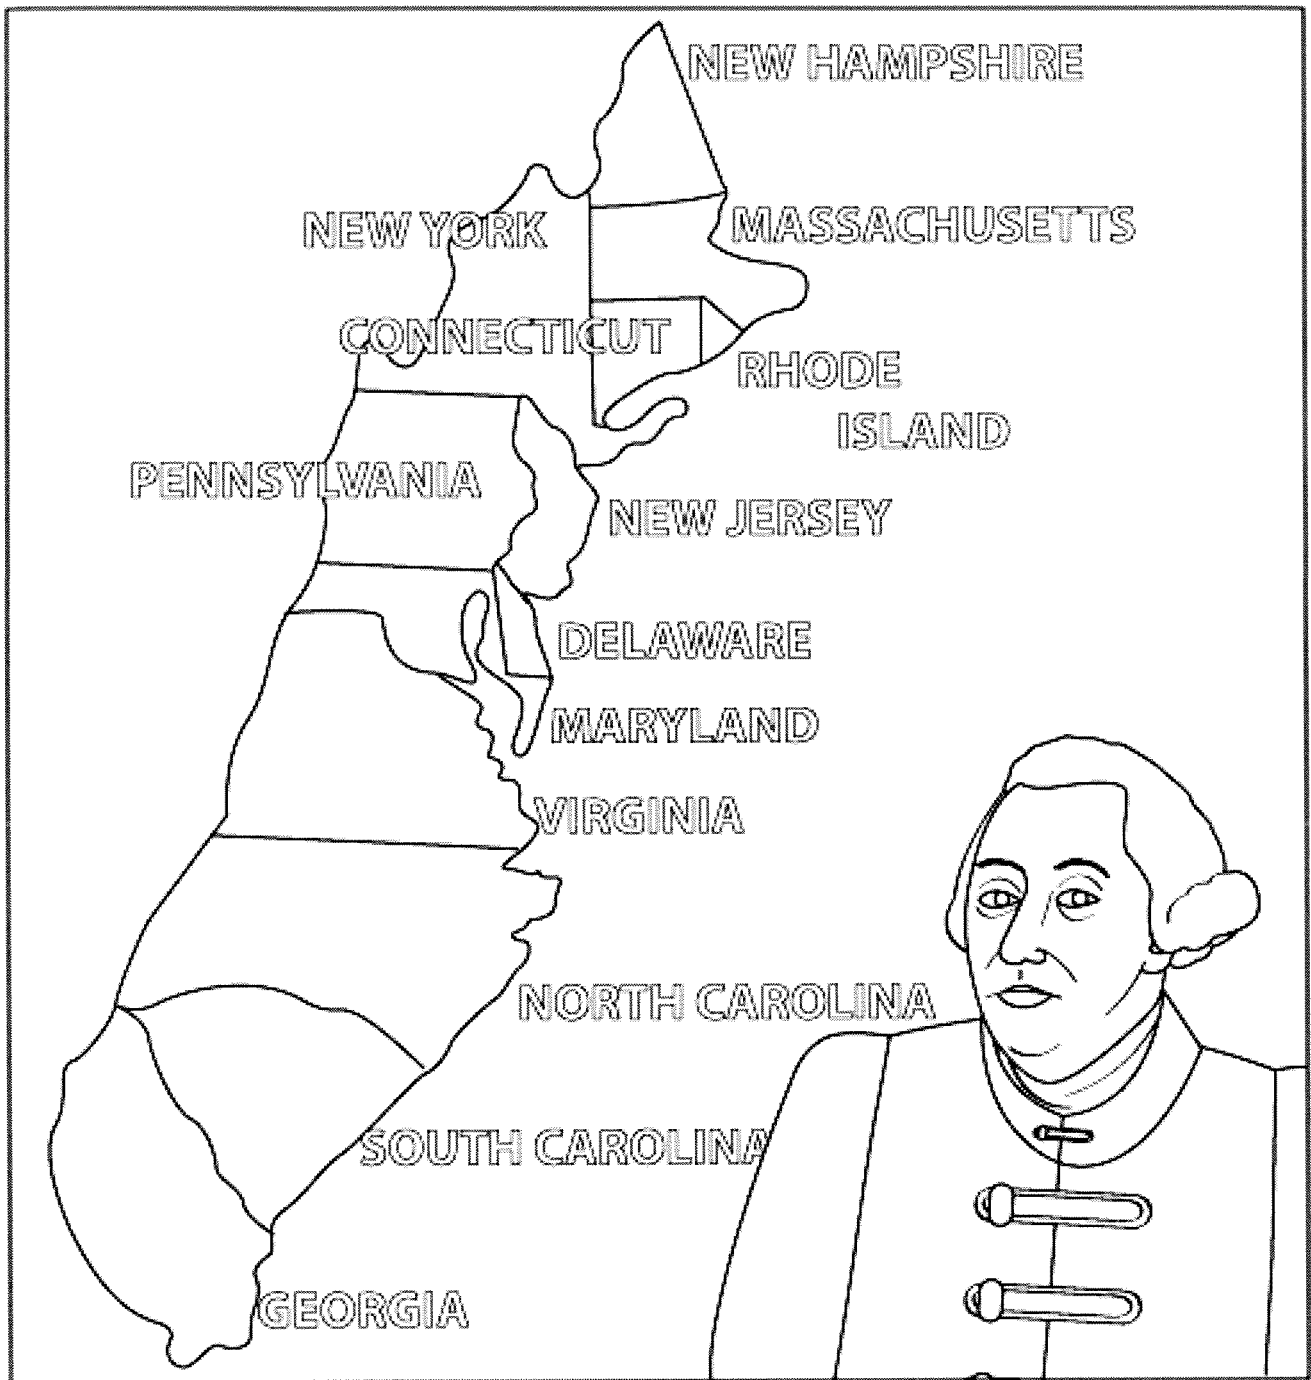 NEW HAMPSHIRE
NEW YORK
MASSACHUSETTS
CONNECTICUT
RHODE
ISLAND
PENNSYLVANIA
NEW JERSEY
DELAWARE
MARYLAND
VIRGINIA
NORTH CAROLINA
SOUTH CAROLINA
GEORGIA